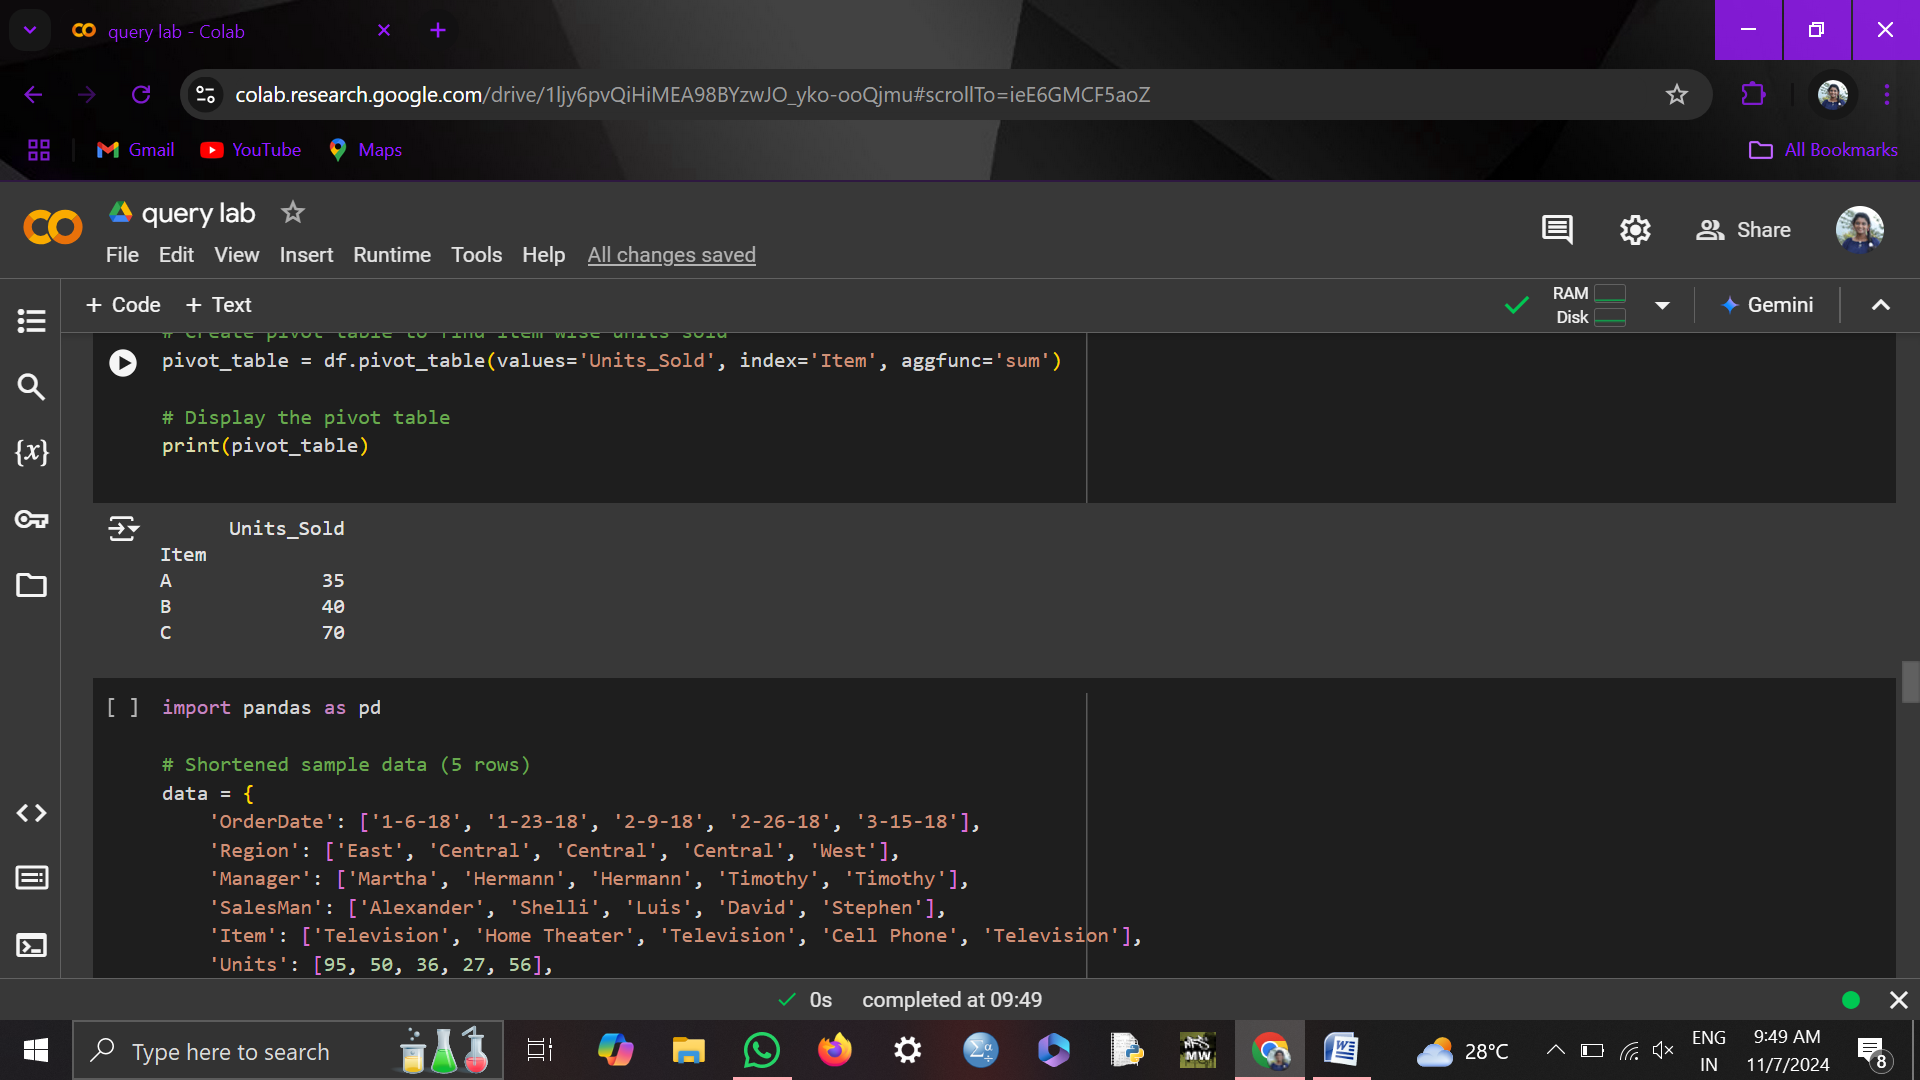 query lab - Colab
colab.research.google.com/drive/1ljy6pvQiHiMEA98BYzwJO_yko-ooQjmu#scrollTo=ieE6GMCF5aoZ
Gmail YouTube Maps All Bookmarks
query lab
File Edit View Insert Runtime Tools Help All changes saved
Share
+ Code + Text
RAM
Disk
Gemini
# Create pivot table to find item wise units sold
pivot_table = df.pivot_table(values='Units_Sold', index='Item', aggfunc='sum')
# Display the pivot table
print(pivot_table)
Units_Sold
Item
A 35
B 40
C 70
[ ] import pandas as pd
# Shortened sample data (5 rows)
data = {
'OrderDate': ['1-6-18', '1-23-18', '2-9-18', '2-26-18', '3-15-18'],
'Region': ['East', 'Central', 'Central', 'Central', 'West'],
'Manager': ['Martha', 'Hermann', 'Hermann', 'Timothy', 'Timothy'],
'SalesMan': ['Alexander', 'Shelli', 'Luis', 'David', 'Stephen'],
'Item': ['Television', 'Home Theater', 'Television', 'Cell Phone', 'Television'],
'Units': [95, 50, 36, 27, 56],
0s completed at 09:49
Type here to search
28°C
ENG
IN
9:49 AM
11/7/2024
8